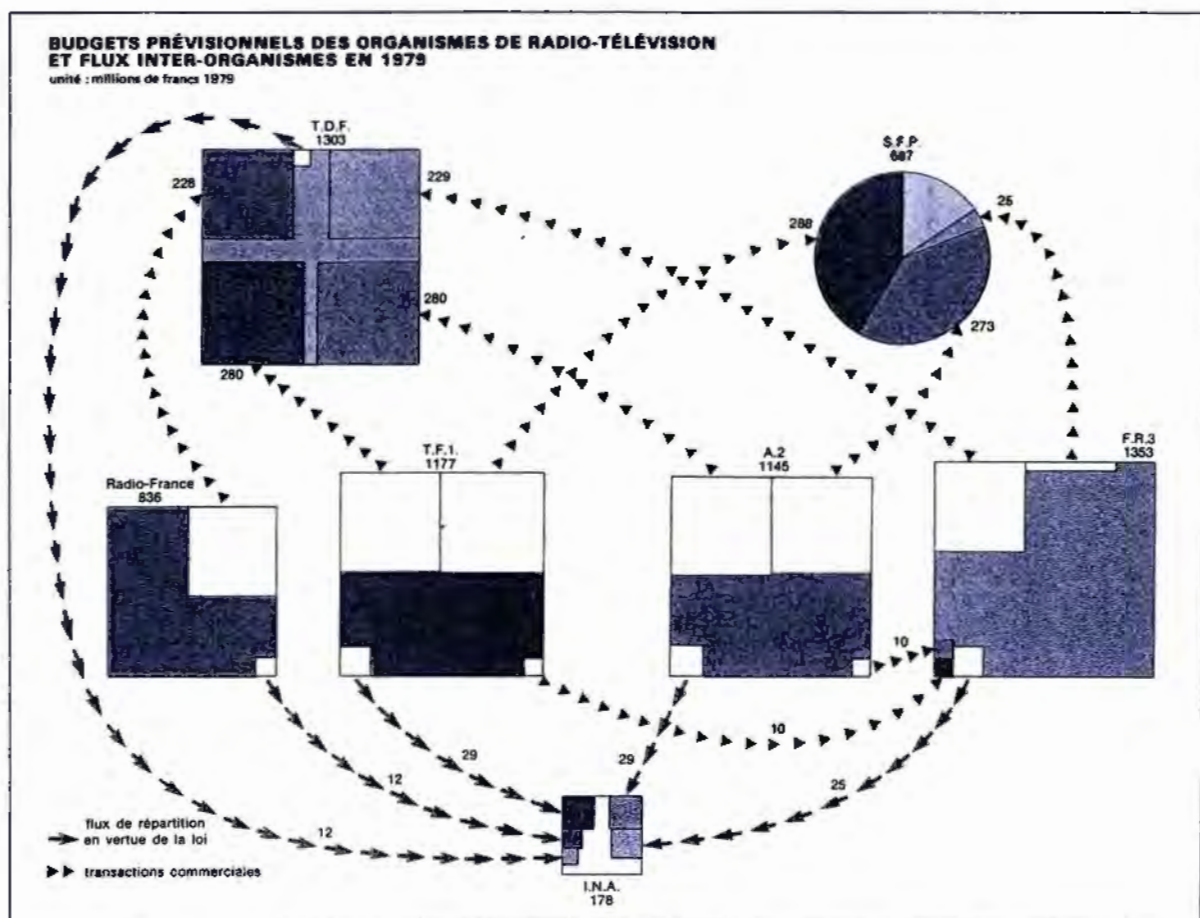 BUDGETS PRÉVISIONNELS DES ORGANISMES DE RADIO-TÉLÉVISION
ET FLUX INTER-ORGANISMES EN 1979
unité : millions de francs 1979
T.D.F.
1303
S.F.P.
687
228
229
25
288
280
273
280
T.F.1.
1177
A.2
1145
F.R.3
1353
Radio-France
836
10
10
29
29
12
25
12
flux de répartition
en vertue de la loi
transactions commerciales
I.N.A.
178